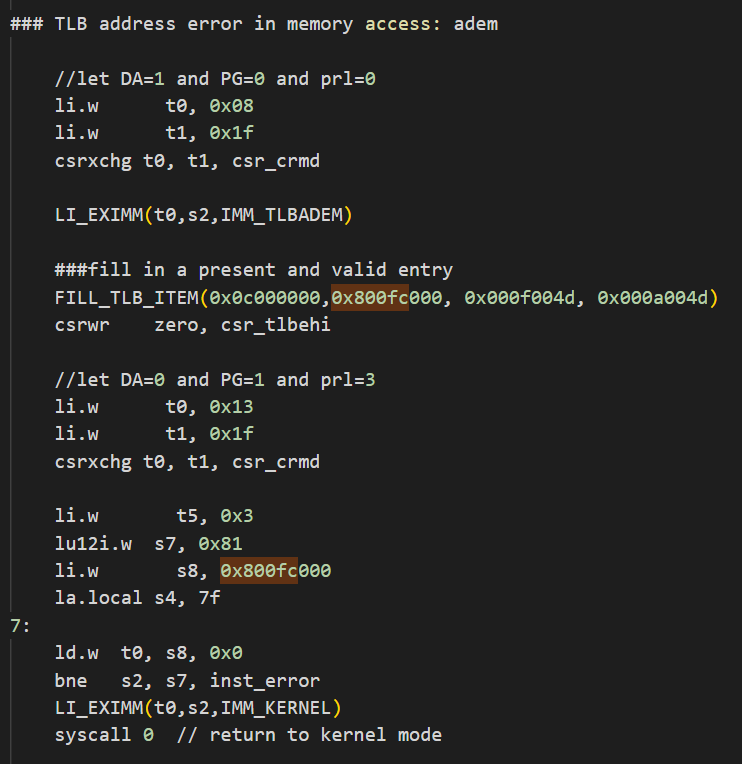 ### TLB address error in memory access: adem
//let DA=1 and PG=0 and prl=0
li.w t0, 0x08
li.w t1, 0x1f
csrxchg t0, t1, csr_crmd
LI_EXIMM(t0,s2,IMM_TLBADEM)
###fill in a present and valid entry
FILL_TLB_ITEM(0x0c000000,0x800fc000, 0x000f004d, 0x000a004d)
csrwr zero, csr_tlbehi
//let DA=0 and PG=1 and prl=3
li.w t0, 0x13
li.w t1, 0x1f
csrxchg t0, t1, csr_crmd
li.w t5, 0x3
lu12i.w s7, 0x81
li.w s8, 0x800fc000
la.local s4, 7f
7:
ld.w t0, s8, 0x0
bne s2, s7, inst_error
LI_EXIMM(t0,s2,IMM_KERNEL)
syscall 0 // return to kernel mode